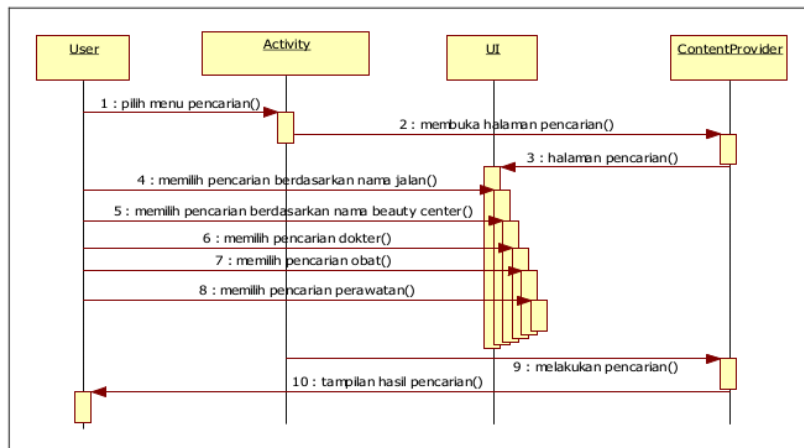 User
Activity
UI
ContentProvider
1 : pilih menu pencarian()
2 : membuka halaman pencarian()
3 : halaman pencarian()
4 : memilih pencarian berdasarkan nama jalan()
5 : memilih pencarian berdasarkan nama beauty center()
6 : memilih pencarian dokter()
7 : memilih pencarian obat()
8 : memilih pencarian perawatan()
9 : melakukan pencarian()
10 : tampilan hasil pencarian()